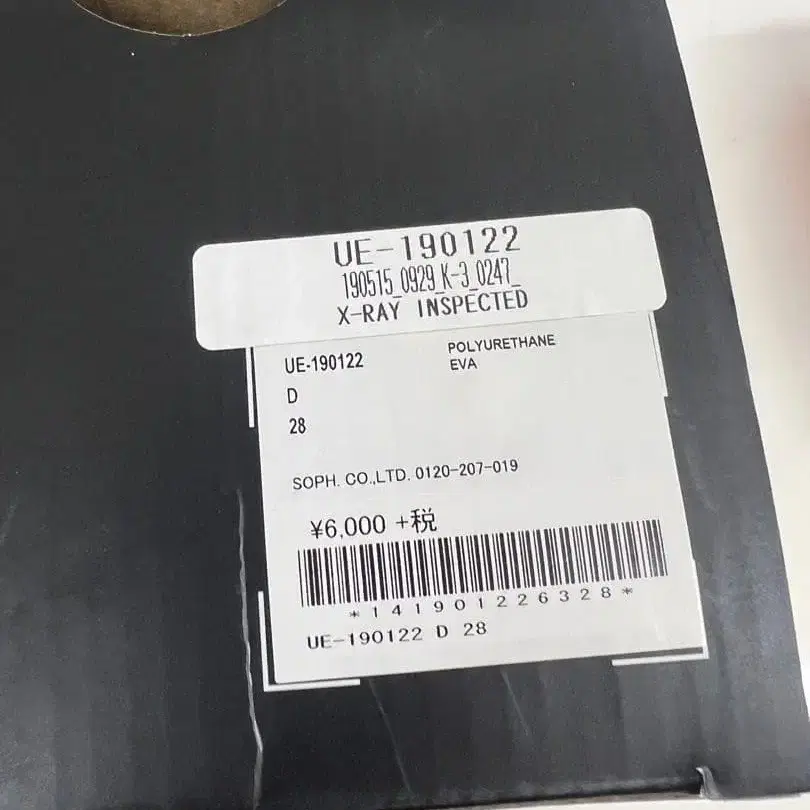 UE-190122
190515_0929_K-3_0247_
X-RAY INSPECTED
UE-190122 POLYURETHANE
D EVA
28
SOPH. CO.,LTD. 0120-207-019
¥6,000 +税
*141901226328*
UE-190122 D 28